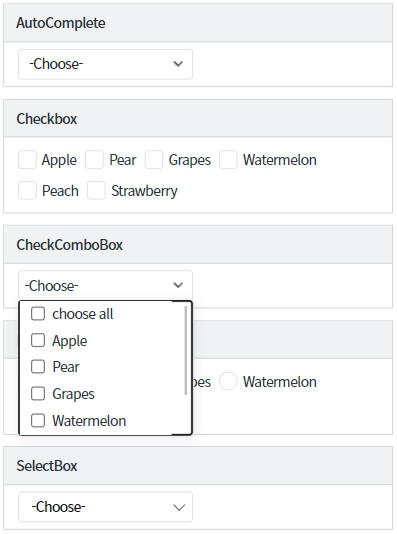 AutoComplete
-Choose-
Checkbox
Apple Pear Grapes Watermelon
Peach Strawberry
CheckComboBox
-Choose-
choose all
Apple
Pear
Grapes
Watermelon
Watermelon
SelectBox
-Choose-